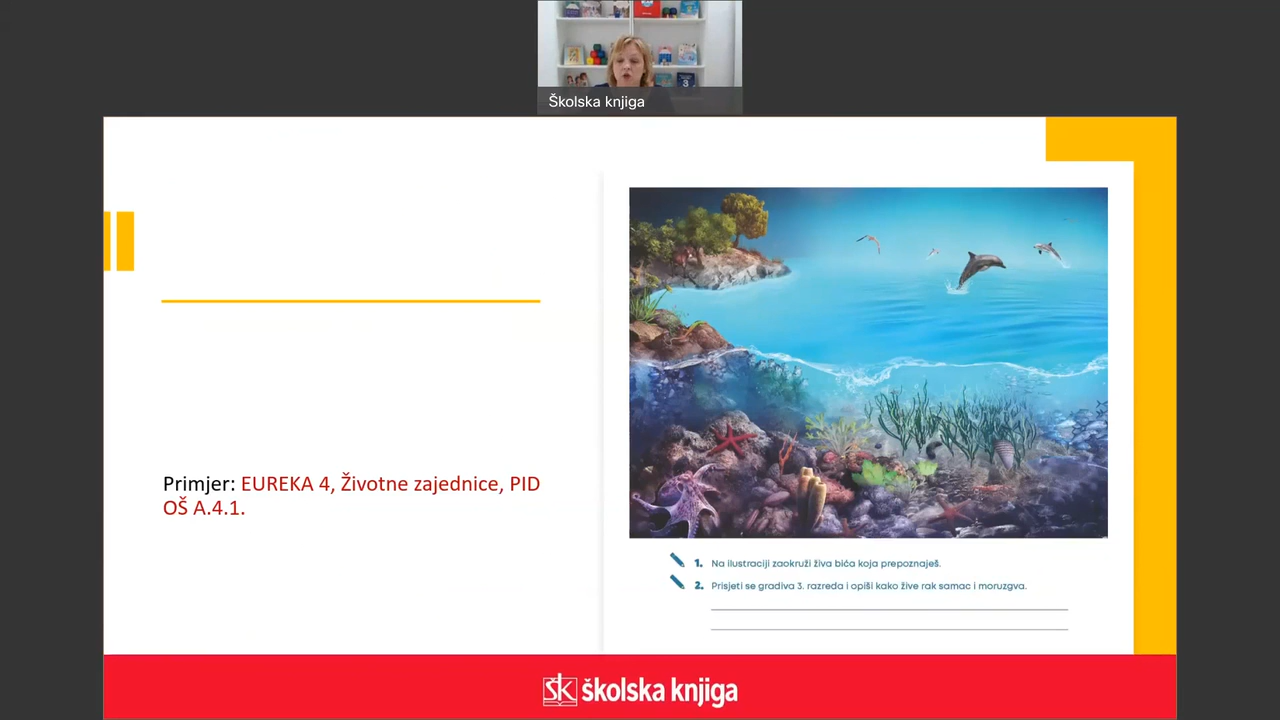 Školska knjiga
Primjer: EUREKA 4, Životne zajednice, PID
OŠ A.4.1.
1. Na ilustraciji zaokruži živa bića koja prepoznaješ.
2. Prisjeti se gradiva 3. razreda i opiši kako žive rak samac i moruzgva.
ŠK školska knjiga